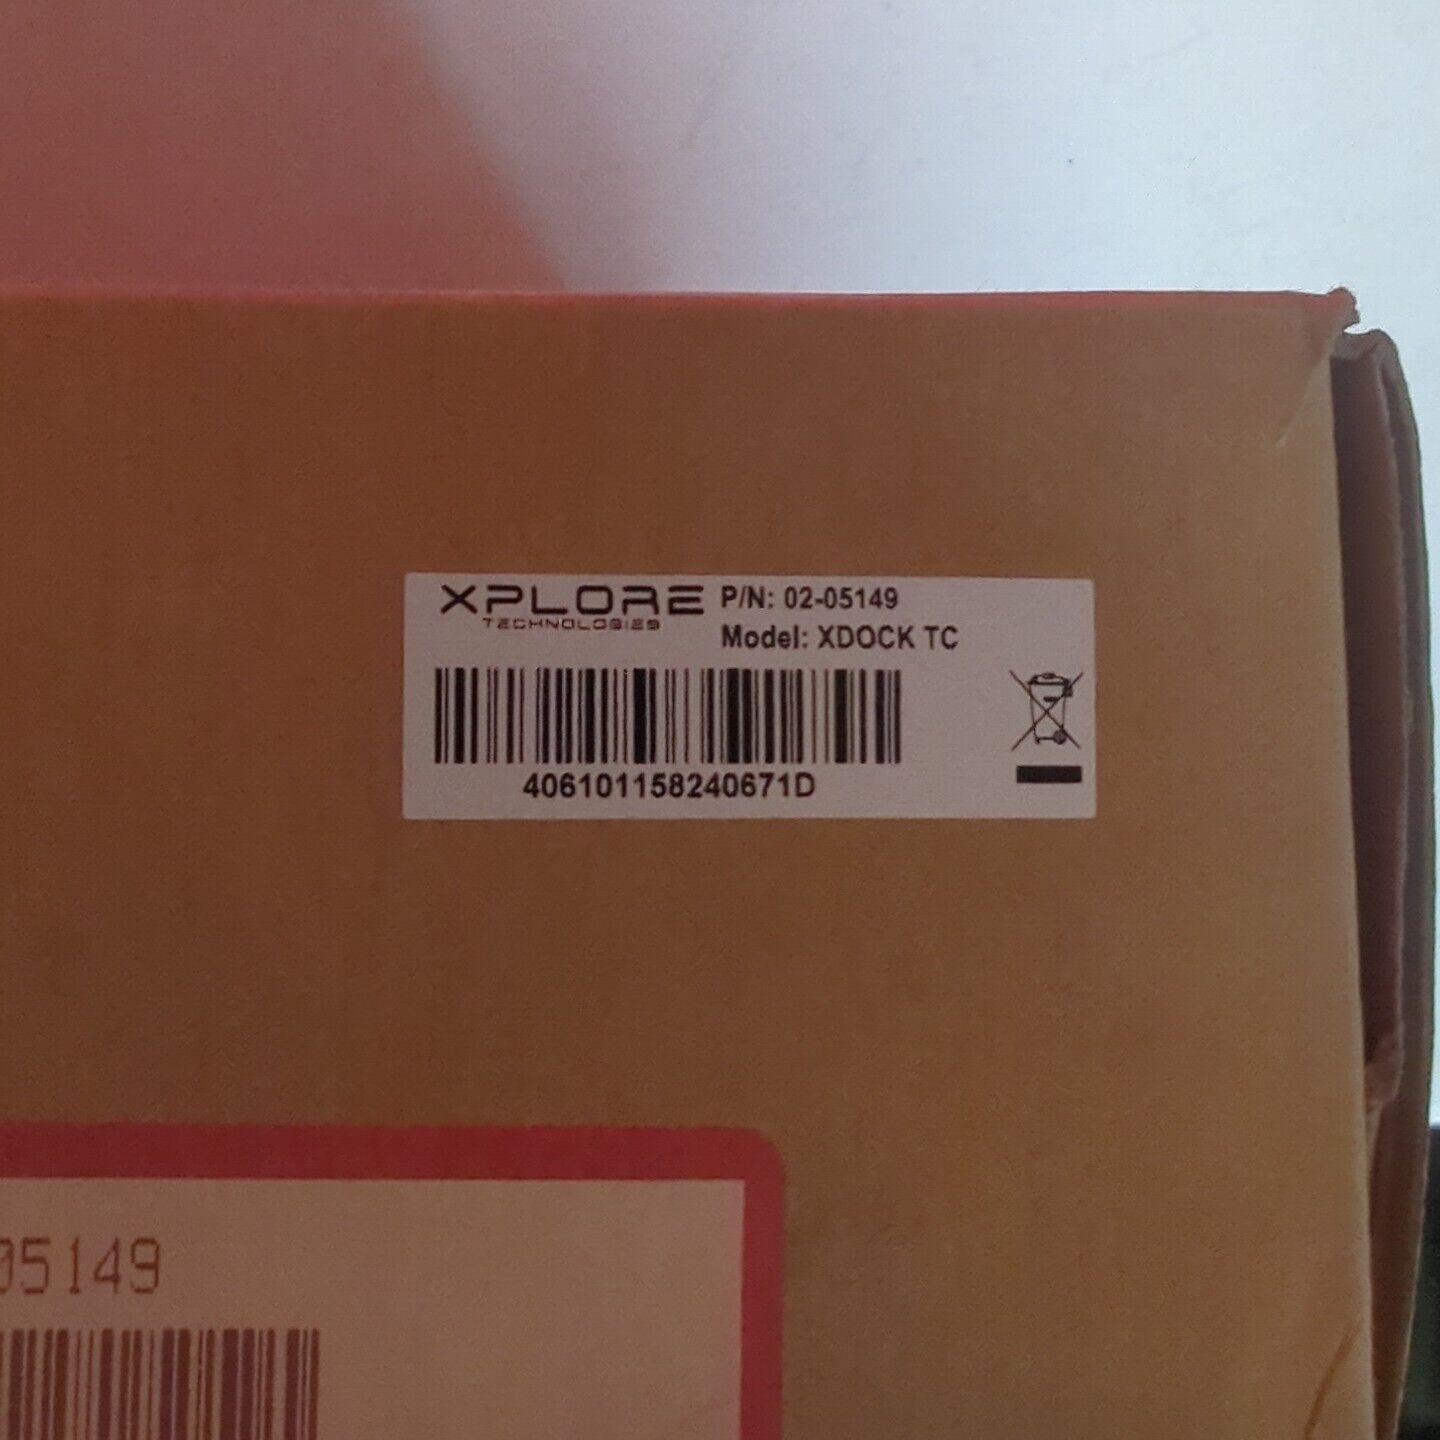 XPLORE
TECHNOLOGIES
P/N: 02-05149
Model: XDOCK TC
406101158240671D
05149